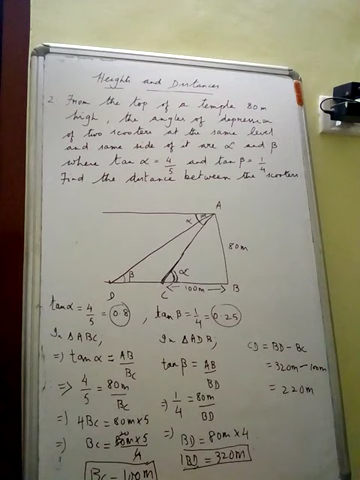 Heights and Distances
2. From the top of a temple 80m
high, the angles of depression
of two scooters at the same level
and same side of it are α and β
where tan α = 4/5 and tan β = 1/4
Find the distance between the scooters
A
α β
80m
β α
D C ←100m→ B
tan α = 4/5 = 0.8 , tan β = 1/4 = 0.25
In Δ ABC,
⇒ tan α = AB/BC
⇒ 4/5 = 80m/BC
⇒ 4BC = 80m×5
⇒ BC = 80m×5/4
BC = 100m
In Δ ADB,
tan β = AB/BD
⇒ 1/4 = 80m/BD
⇒ BD = 80m×4
BD = 320m
CD = BD - BC
= 320m - 100m
= 220m